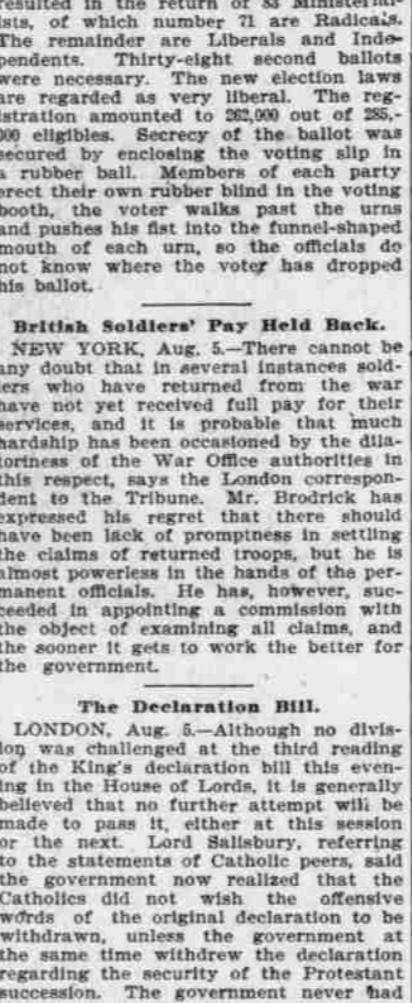 resulted in the return of 83 Ministerial-
ists, of which number 71 are Radicals.
The remainder are Liberals and Inde-
pendents. Thirty-eight second ballots
were necessary. The new election laws
are regarded as very liberal. The reg-
istration amounted to 262,000 out of 285,-
000 eligibles. Secrecy of the ballot was
secured by enclosing the voting slip in
a rubber ball. Members of each party
erect their own rubber blind in the voting
booth, the voter walks past the urns
and pushes his fist into the funnel-shaped
mouth of each urn, so the officials do
not know where the voter has dropped
his ballot.
British Soldiers' Pay Held Back.
NEW YORK, Aug. 5.—There cannot be
any doubt that in several instances sold-
iers who have returned from the war
have not yet received full pay for their
services, and it is probable that much
hardship has been occasioned by the dila-
toriness of the War Office authorities in
this respect, says the London correspon-
dent to the Tribune. Mr. Brodrick has
expressed his regret that there should
have been lack of promptness in settling
the claims of returned troops, but he is
almost powerless in the hands of the per-
manent officials. He has, however, suc-
ceeded in appointing a commission with
the object of examining all claims, and
the sooner it gets to work the better for
the government.
The Declaration Bill.
LONDON, Aug. 5.—Although no divis-
ion was challenged at the third reading
of the King's declaration bill this even-
ing in the House of Lords, it is generally
believed that no further attempt will be
made to pass it, either at this session
or the next. Lord Salisbury, referring
to the statements of Catholic peers, said
the government now realized that the
Catholics did not wish the offensive
words of the original declaration to be
withdrawn, unless the government at
the same time withdrew the declaration
regarding the security of the Protestant
succession. The government never had